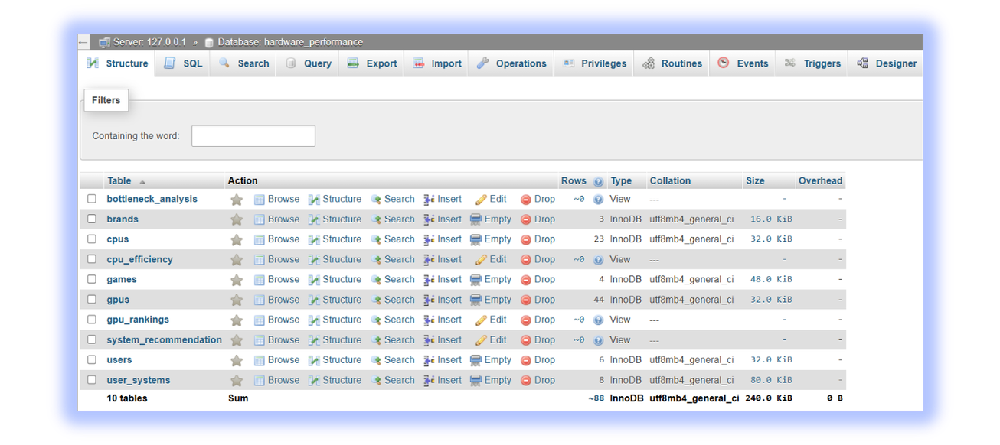 ← Server: 127.0.0.1 » Database: hardware_performance
Structure SQL Search Query Export Import Operations Privileges Routines Events Triggers Designer
Filters
Containing the word:
Table Action Rows Type Collation Size Overhead
bottleneck_analysis Browse Structure Search Insert Edit Drop ~0 View --- - -
brands Browse Structure Search Insert Empty Drop 3 InnoDB utf8mb4_general_ci 16.0 KiB -
cpus Browse Structure Search Insert Empty Drop 23 InnoDB utf8mb4_general_ci 32.0 KiB -
cpu_efficiency Browse Structure Search Insert Edit Drop ~0 View --- - -
games Browse Structure Search Insert Empty Drop 4 InnoDB utf8mb4_general_ci 48.0 KiB -
gpus Browse Structure Search Insert Empty Drop 44 InnoDB utf8mb4_general_ci 32.0 KiB -
gpu_rankings Browse Structure Search Insert Edit Drop ~0 View --- - -
system_recommendation Browse Structure Search Insert Edit Drop ~0 View --- - -
users Browse Structure Search Insert Empty Drop 6 InnoDB utf8mb4_general_ci 32.0 KiB -
user_systems Browse Structure Search Insert Empty Drop 8 InnoDB utf8mb4_general_ci 80.0 KiB -
10 tables Sum ~88 InnoDB utf8mb4_general_ci 240.0 KiB 0 B